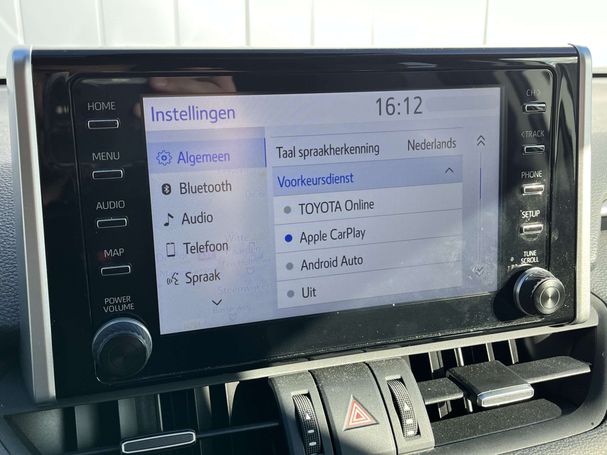 HOME
MENU
AUDIO
MAP
POWER
VOLUME
Instellingen
16:12
Algemeen
Bluetooth
Audio
Telefoon
Spraak
Taal spraakherkenning Nederlands
Voorkeursdienst
TOYOTA Online
Apple CarPlay
Android Auto
Uit
CH
TRACK
PHONE
SETUP
TUNE
SCROLL